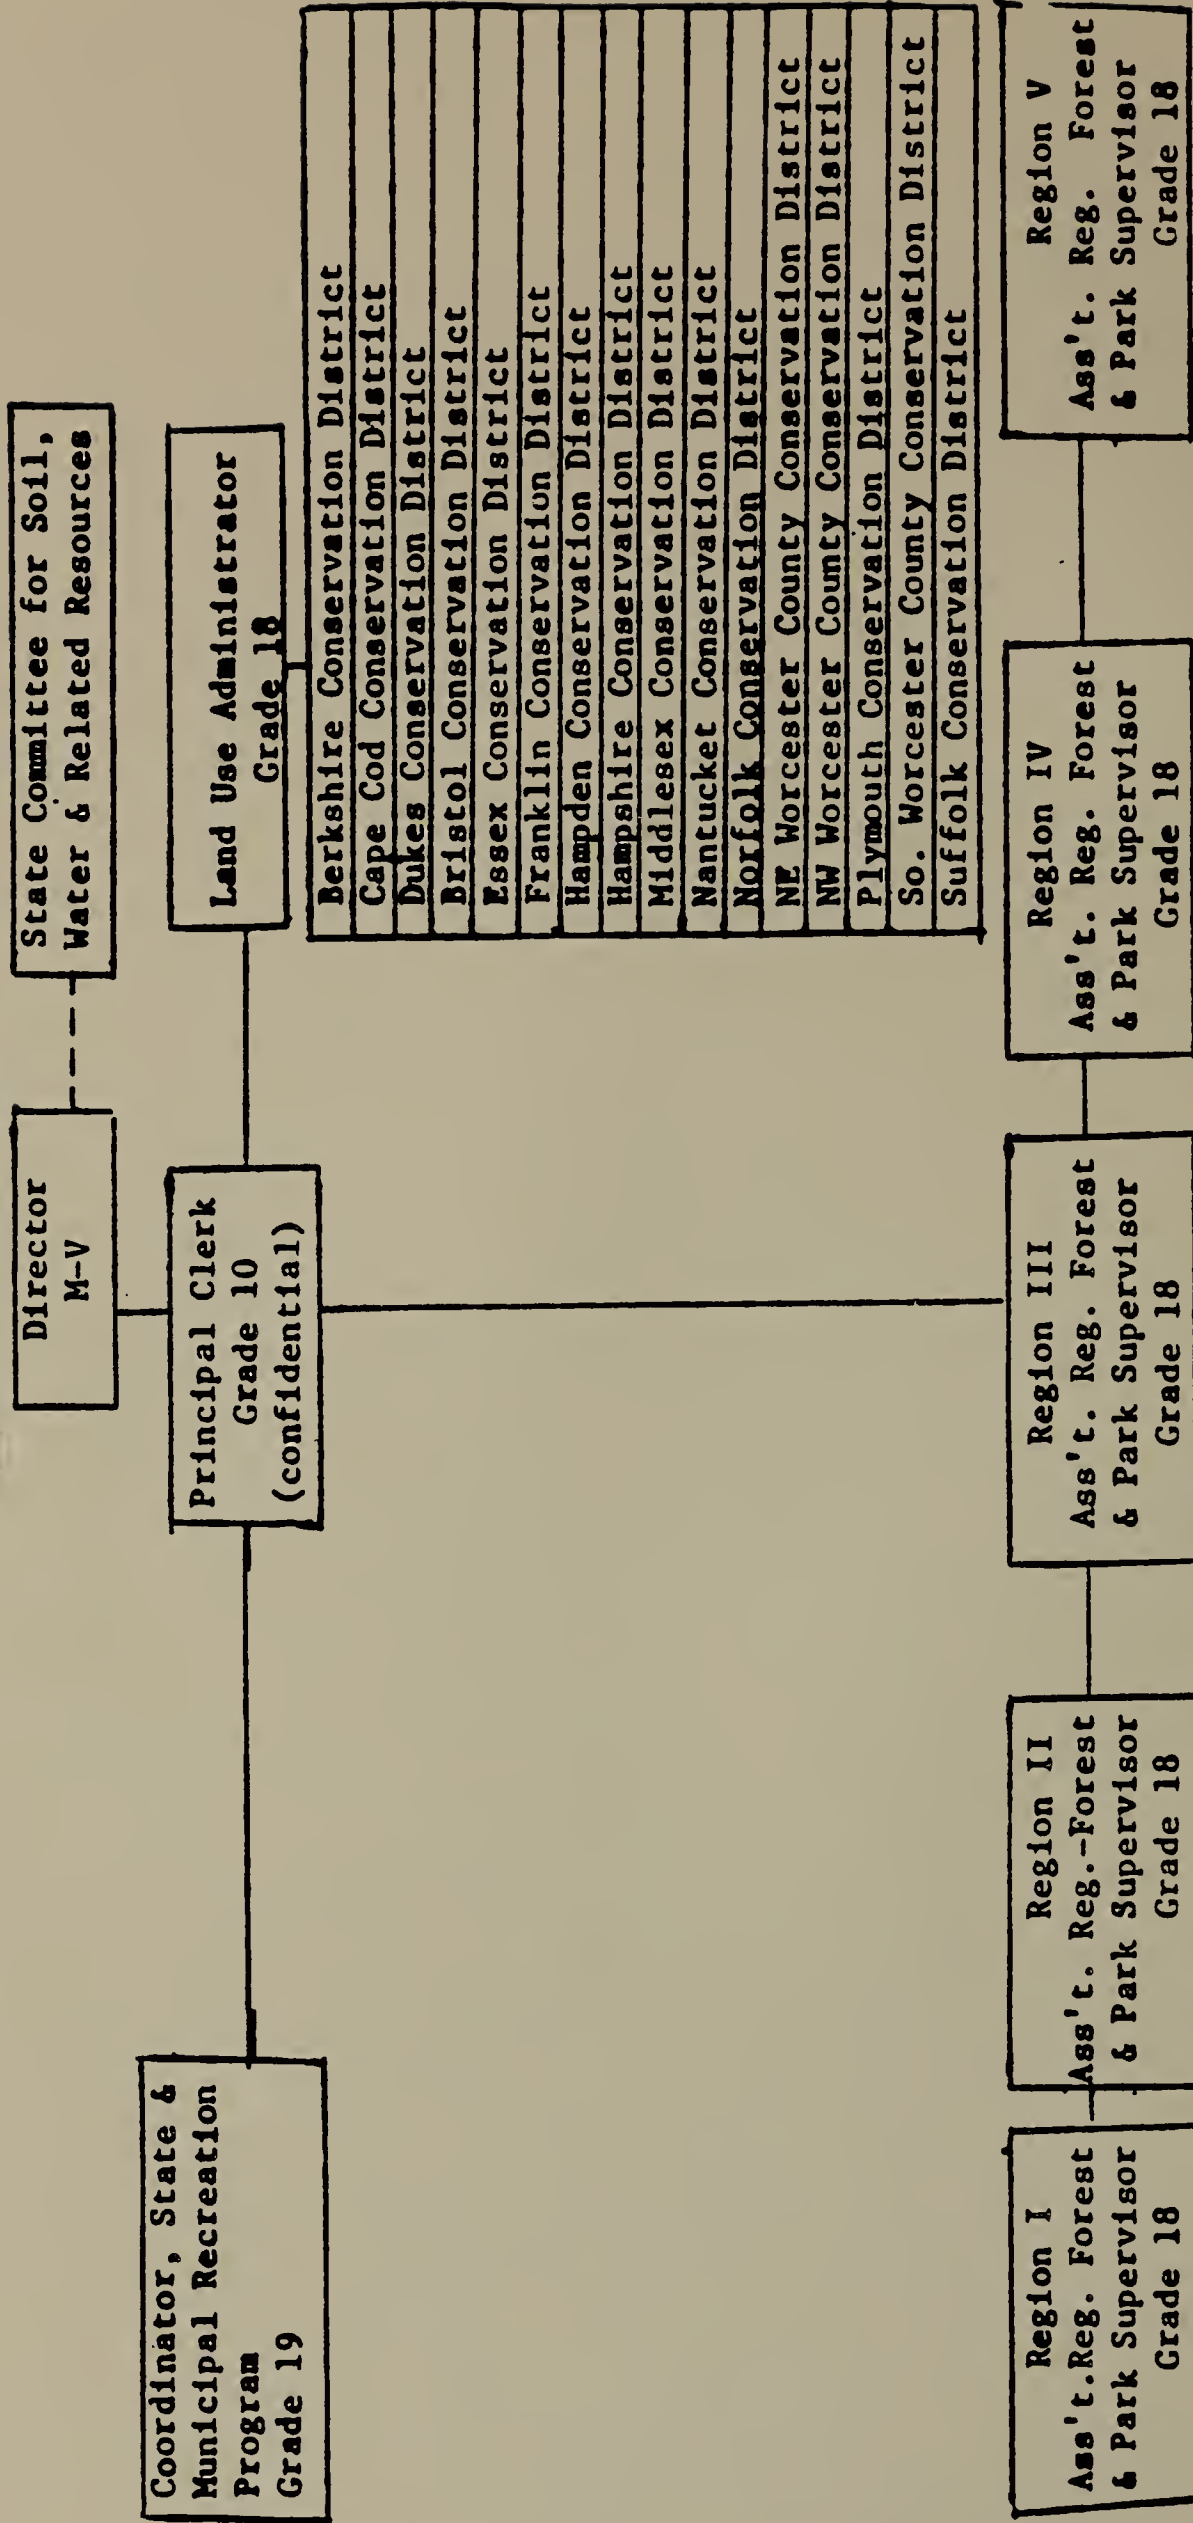 State Committee for Soil,
Water & Related Resources
Director
M-V
Land Use Administrator
Grade 18
Principal Clerk
Grade 10
(confidential)
Coordinator, State &
Municipal Recreation
Program
Grade 19
Berkshire Conservation District
Cape Cod Conservation District
Dukes Conservation District
Bristol Conservation District
Essex Conservation District
Franklin Conservation District
Hampden Conservation District
Hampshire Conservation District
Middlesex Conservation District
Nantucket Conservation District
Norfolk Conservation District
NE Worcester County Conservation District
NW Worcester County Conservation District
Plymouth Conservation District
So. Worcester County Conservation District
Suffolk Conservation District
Region I
Ass't.Reg. Forest
& Park Supervisor
Grade 18
Region II
Ass't. Reg.-Forest
& Park Supervisor
Grade 18
Region III
Ass't. Reg. Forest
& Park Supervisor
Grade 18
Region IV
Ass't. Reg. Forest
& Park Supervisor
Grade 18
Region V
Ass't. Reg. Forest
& Park Supervisor
Grade 18